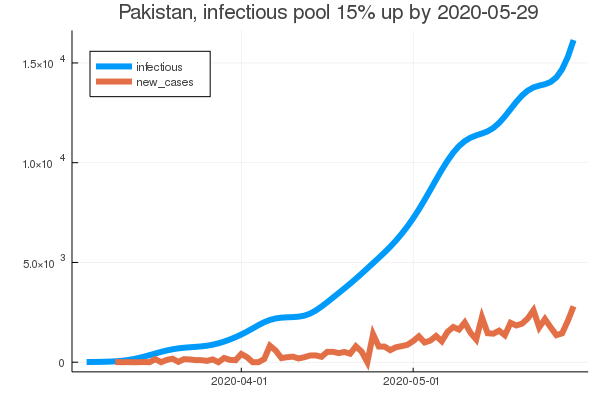 Pakistan, infectious pool 15% up by 2020-05-29
infectious
new_cases
1.5×10⁴
1.0×10⁴
5.0×10³
0
2020-04-01 2020-05-01